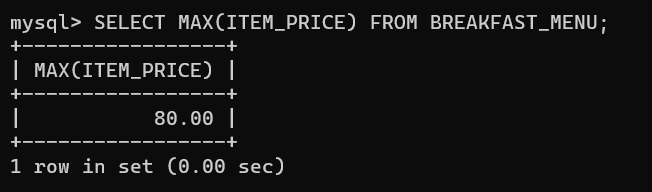 mysql> SELECT MAX(ITEM_PRICE) FROM BREAKFAST_MENU;
+-----------------+
| MAX(ITEM_PRICE) |
+-----------------+
|           80.00 |
+-----------------+
1 row in set (0.00 sec)